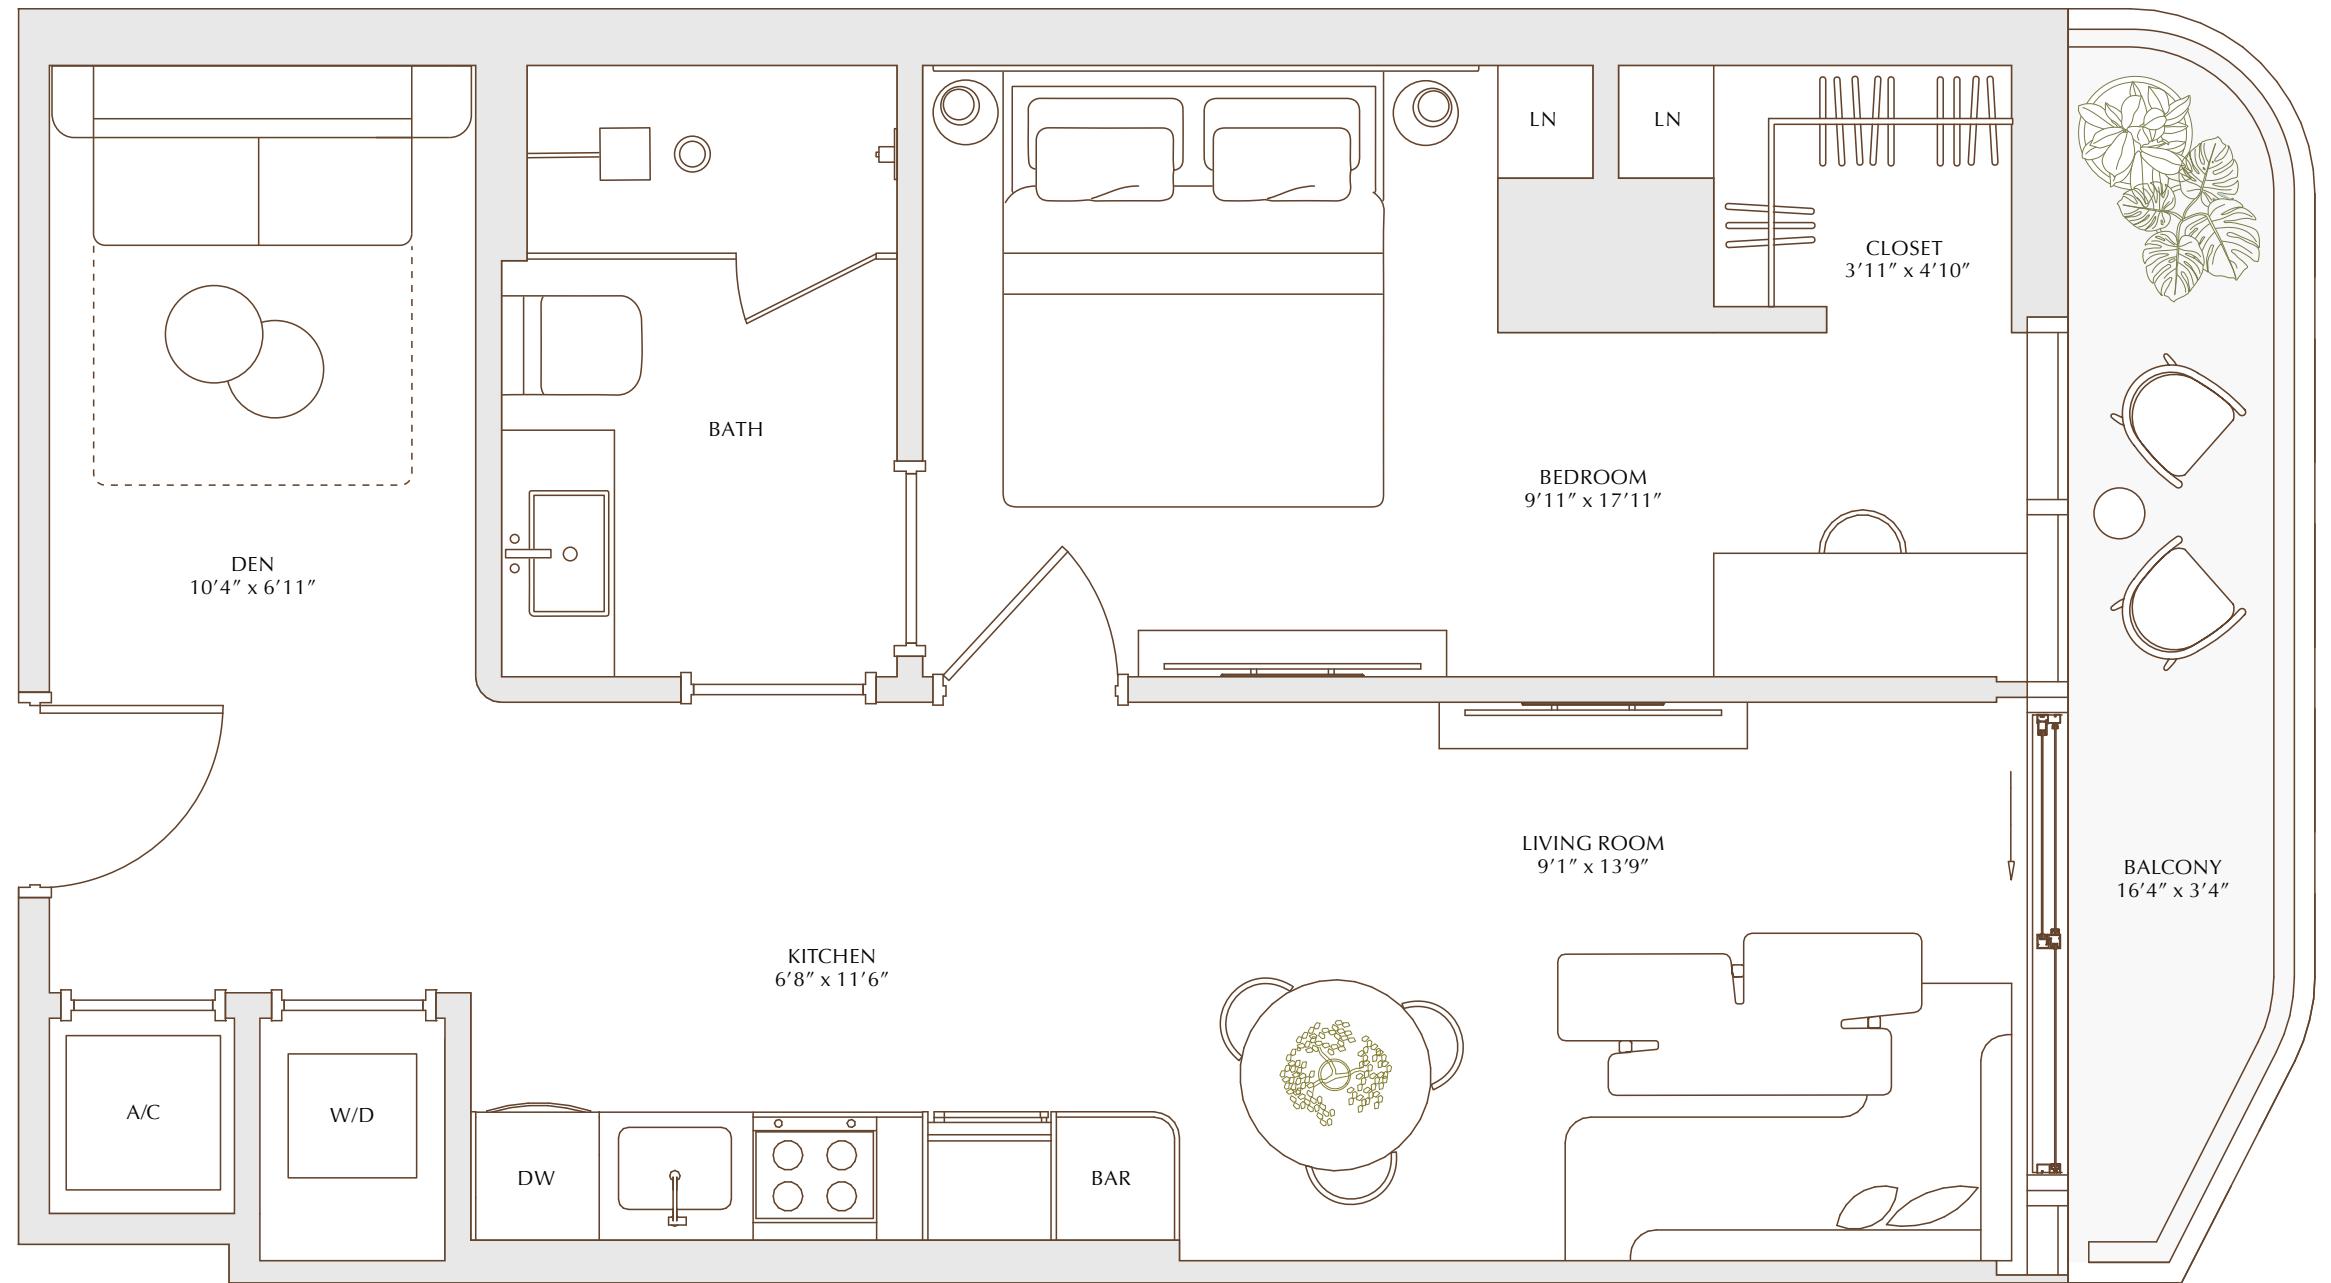 LN
LN
CLOSET
3′11″ x 4′10″
BATH
BEDROOM
9′11″ x 17′11″
DEN
10′4″ x 6′11″
LIVING ROOM
9′1″ x 13′9″
BALCONY
16′4″ x 3′4″
KITCHEN
6′8″ x 11′6″
A/C
W/D
DW
BAR